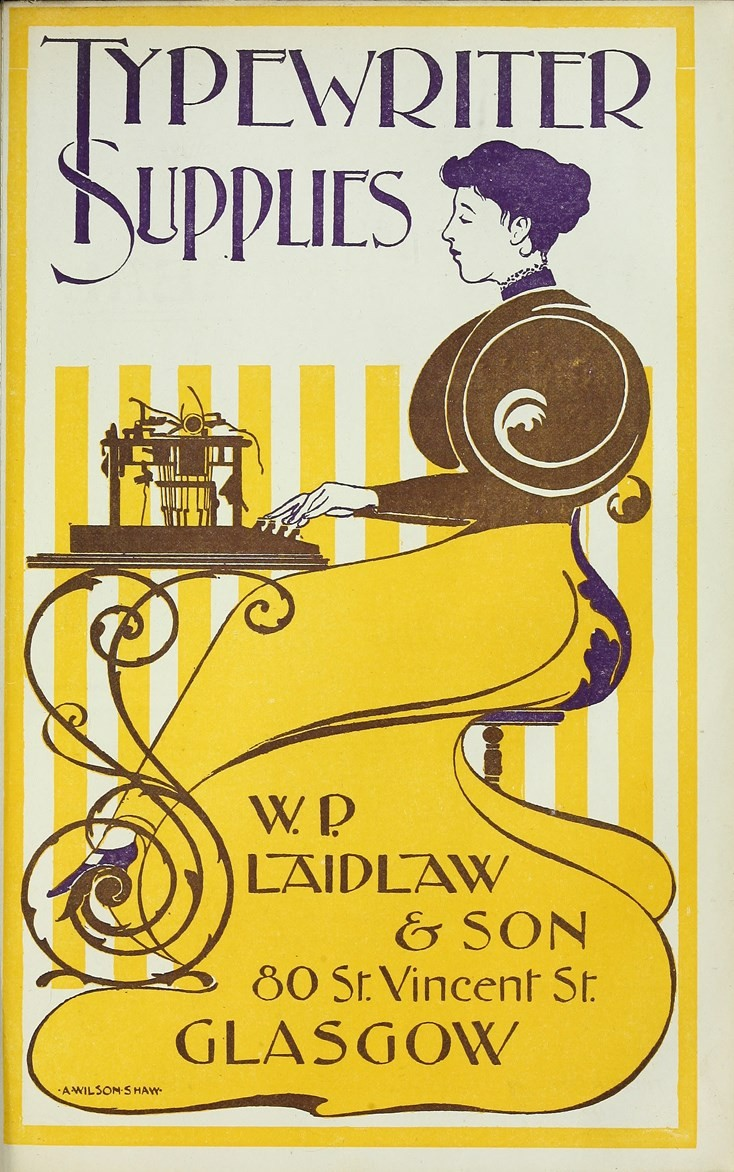 TYPEWRITER
SUPPLIES
W. P.
LAIDLAW
& SON
80 St. Vincent St.
GLASGOW
·A·WILSON·SHAW·